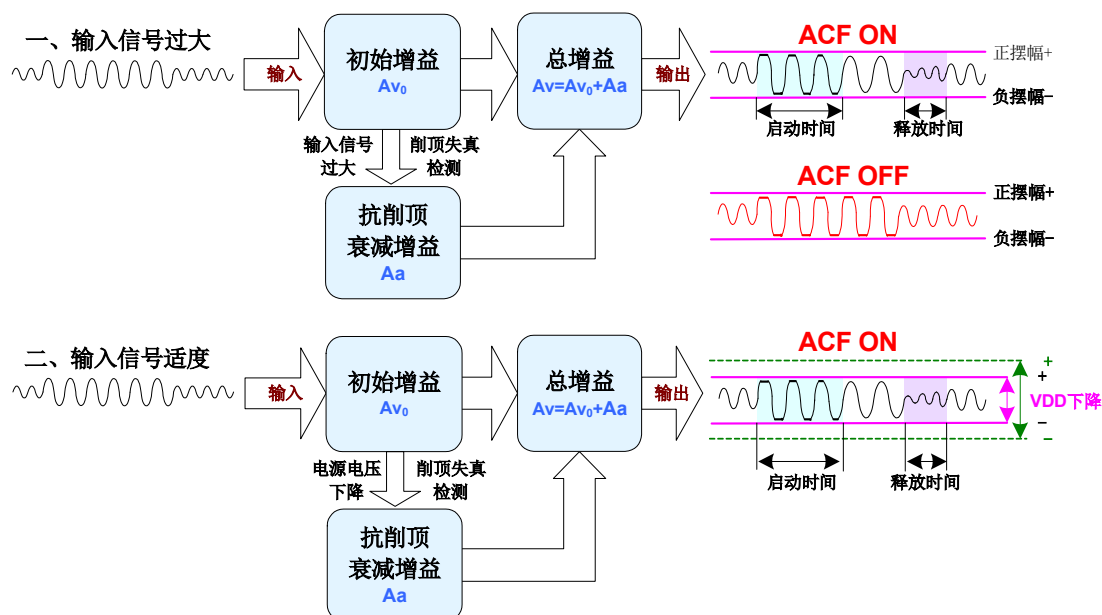 一、输入信号过大
输入
初始增益
Av₀
总增益
Av=Av₀+Aa
输出
输入信号
过大
削顶失真
检测
抗削顶
衰减增益
Aa
ACF ON
正摆幅+
负摆幅−
启动时间
释放时间
ACF OFF
正摆幅+
负摆幅−
二、输入信号适度
输入
初始增益
Av₀
总增益
Av=Av₀+Aa
输出
电源电压
下降
削顶失真
检测
抗削顶
衰减增益
Aa
ACF ON
+
+
VDD下降
−
−
启动时间
释放时间